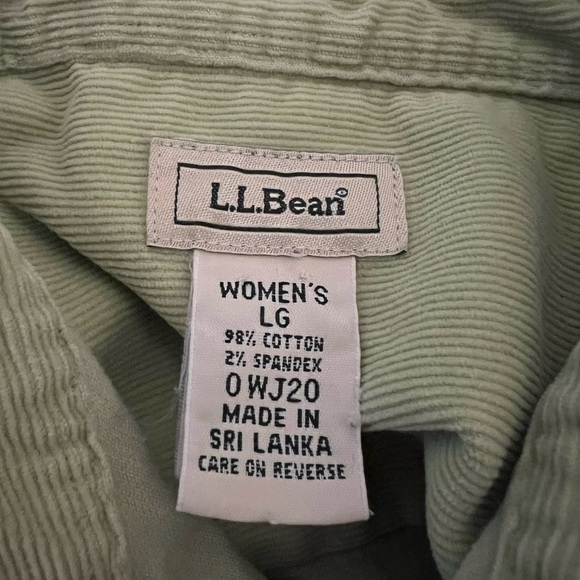 L.L.Bean
WOMEN'S
LG
98% COTTON
2% SPANDEX
0WJ20
MADE IN
SRI LANKA
CARE ON REVERSE